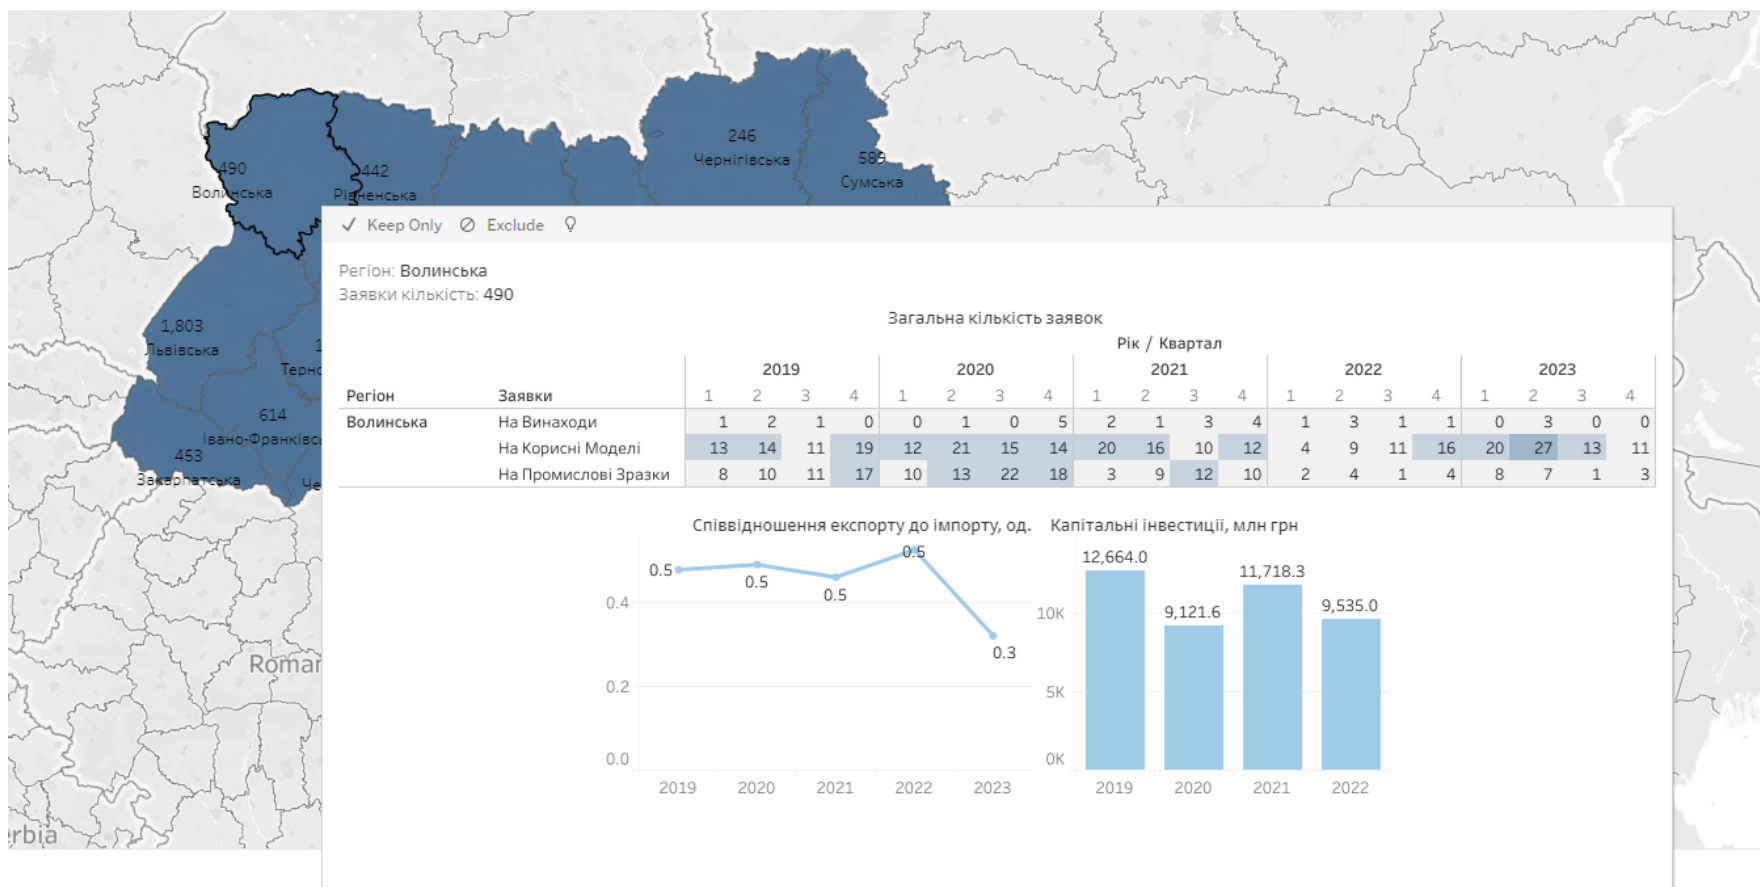 246
Чернігівська
589
Сумська
490
Волинська
442
Рівненська
Keep Only Exclude
Регіон: Волинська
Заявки кількість: 490
Загальна кількість заявок
Рік / Квартал
2019 2020 2021 2022 2023
Регіон Заявки 1 2 3 4 1 2 3 4 1 2 3 4 1 2 3 4 1 2 3 4
Волинська На Винаходи 1 2 1 0 0 1 0 5 2 1 3 4 1 3 1 1 0 3 0 0
На Корисні Моделі 13 14 11 19 12 21 15 14 20 16 10 12 4 9 11 16 20 27 13 11
На Промислові Зразки 8 10 11 17 10 13 22 18 3 9 12 10 2 4 1 4 8 7 1 3
1,803
Львівська
1
Терно
614
Івано-Франківсь
453
Закарпатська
Че
Співвідношення експорту до імпорту, од.
0.5 0.5 0.5 0.5 0.3
0.4
0.2
0.0
2019 2020 2021 2022 2023
Капітальні інвестиції, млн грн
12,664.0 9,121.6 11,718.3 9,535.0
10K
5K
0K
2019 2020 2021 2022
Romar
rbia